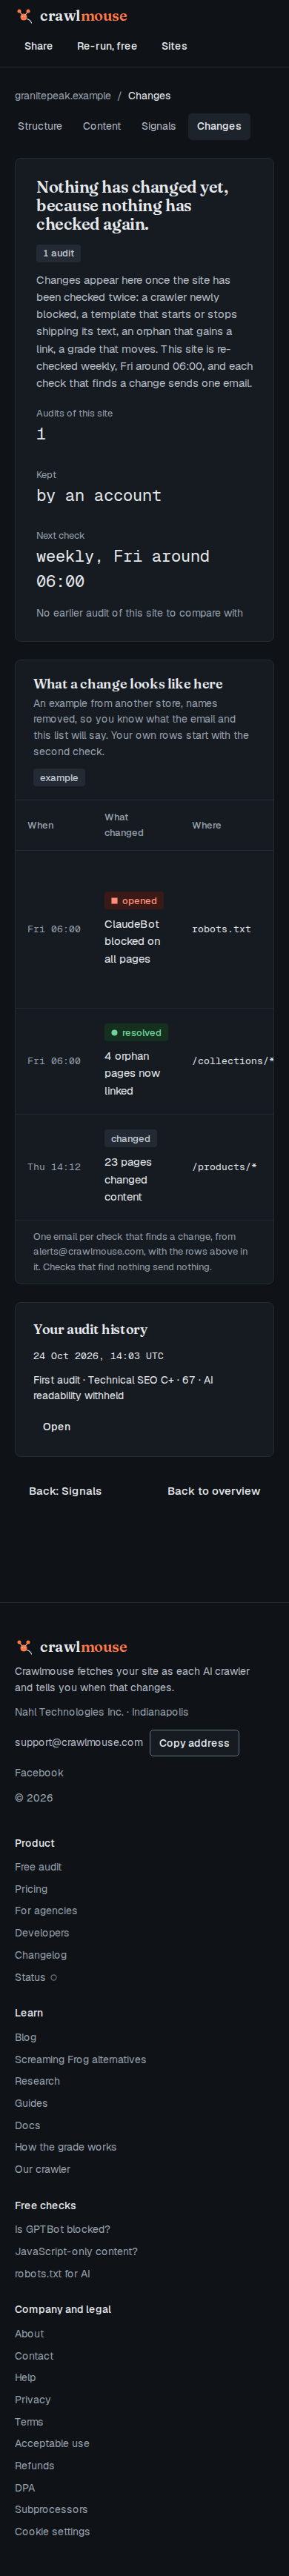 crawlmouse
Share Re-run, free Sites
granitepeak.example / Changes
Structure Content Signals Changes
Nothing has changed yet,
because nothing has
checked again.
1 audit
Changes appear here once the site has
been checked twice: a crawler newly
blocked, a template that starts or stops
shipping its text, an orphan that gains a
link, a grade that moves. This site is re-
checked weekly, Fri around 06:00, and each
check that finds a change sends one email.
Audits of this site
1
Kept
by an account
Next check
weekly, Fri around
06:00
No earlier audit of this site to compare with
What a change looks like here
An example from another store, names
removed, so you know what the email and
this list will say. Your own rows start with the
second check.
example
When What changed Where
Fri 06:00 opened robots.txt
ClaudeBot
blocked on
all pages
Fri 06:00 resolved /collections/*
4 orphan
pages now
linked
Thu 14:12 changed /products/*
23 pages
changed
content
One email per check that finds a change, from
alerts@crawlmouse.com, with the rows above in
it. Checks that find nothing send nothing.
Your audit history
24 Oct 2026, 14:03 UTC
First audit · Technical SEO C+ · 67 · AI
readability withheld
Open
Back: Signals Back to overview
crawlmouse
Crawlmouse fetches your site as each AI crawler
and tells you when that changes.
Nahl Technologies Inc. · Indianapolis
support@crawlmouse.com Copy address
Facebook
© 2026
Product
Free audit
Pricing
For agencies
Developers
Changelog
Status
Learn
Blog
Screaming Frog alternatives
Research
Guides
Docs
How the grade works
Our crawler
Free checks
Is GPTBot blocked?
JavaScript-only content?
robots.txt for AI
Company and legal
About
Contact
Help
Privacy
Terms
Acceptable use
Refunds
DPA
Subprocessors
Cookie settings